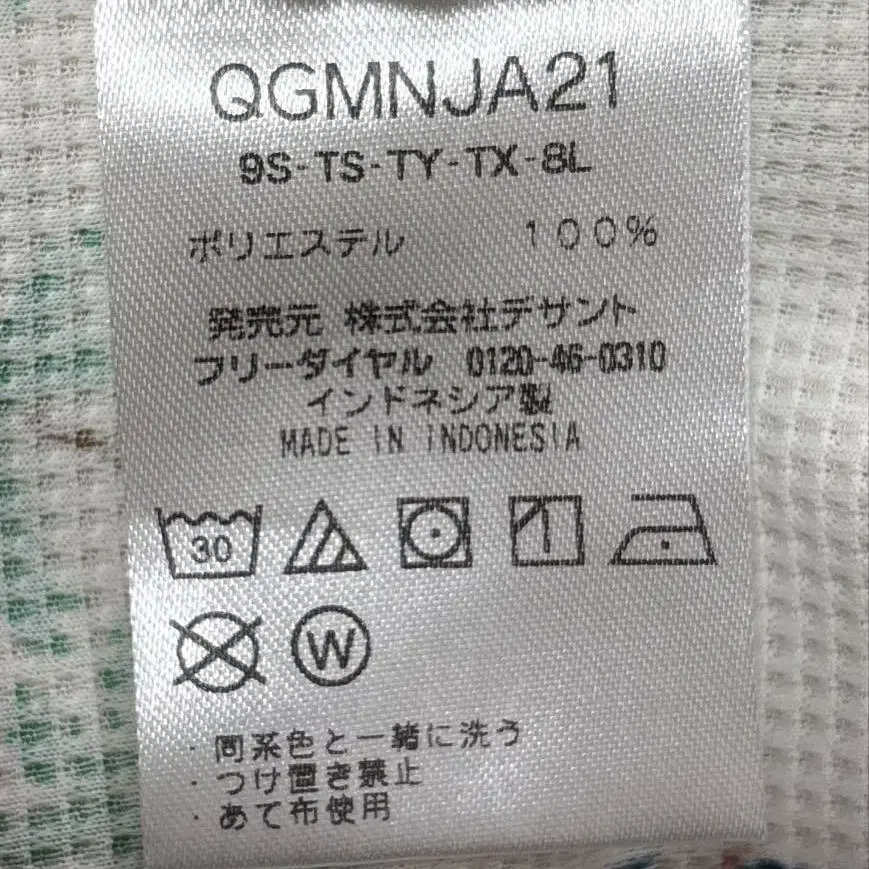 QGMNJA21
9S-TS-TY-TX-8L
ポリエステル 100%
発売元 株式会社デサント
フリーダイヤル 0120-46-0310
インドネシア製
MADE IN INDONESIA
30
W
・同系色と一緒に洗う
・つけ置き禁止
・あて布使用